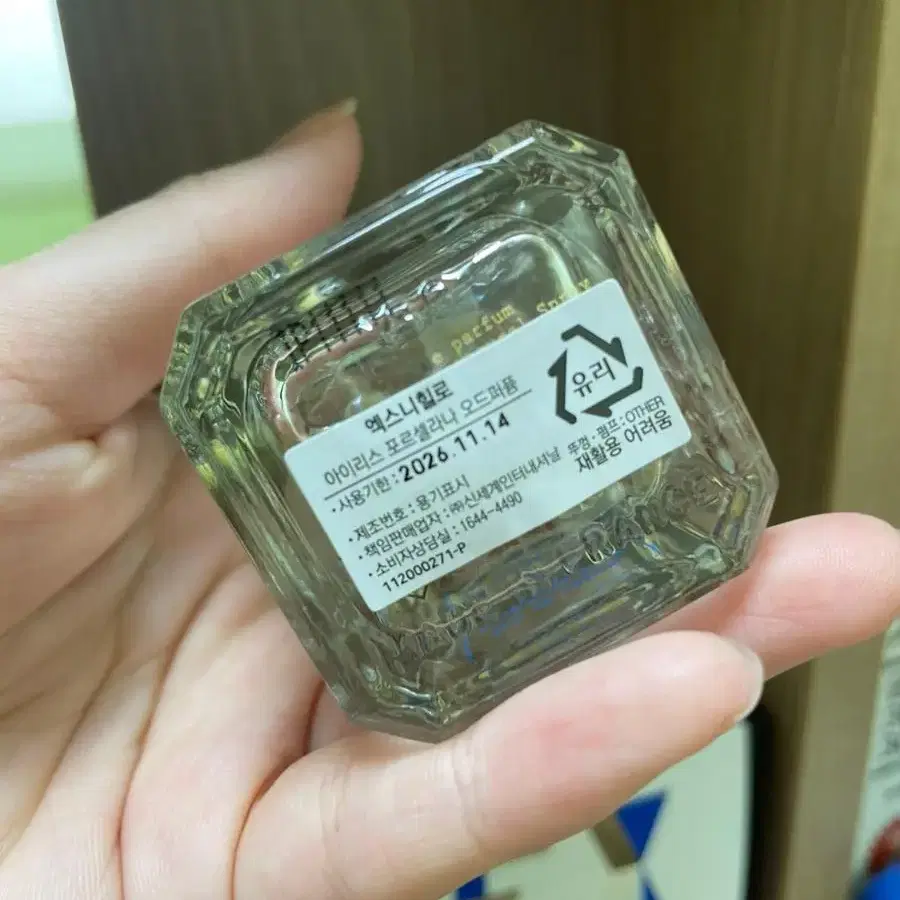 e parfum
Spray
엑스니힐로
아이리스 포르셀라나 오드퍼퓸
·사용기한 : 2026.11.14
·제조번호 : 용기표시
·책임판매업자 : ㈜신세계인터내셔날
·소비자상담실 : 1644-4490
112000271-P
유리
뚜껑·펌프 : OTHER
재활용 어려움
FRANCE